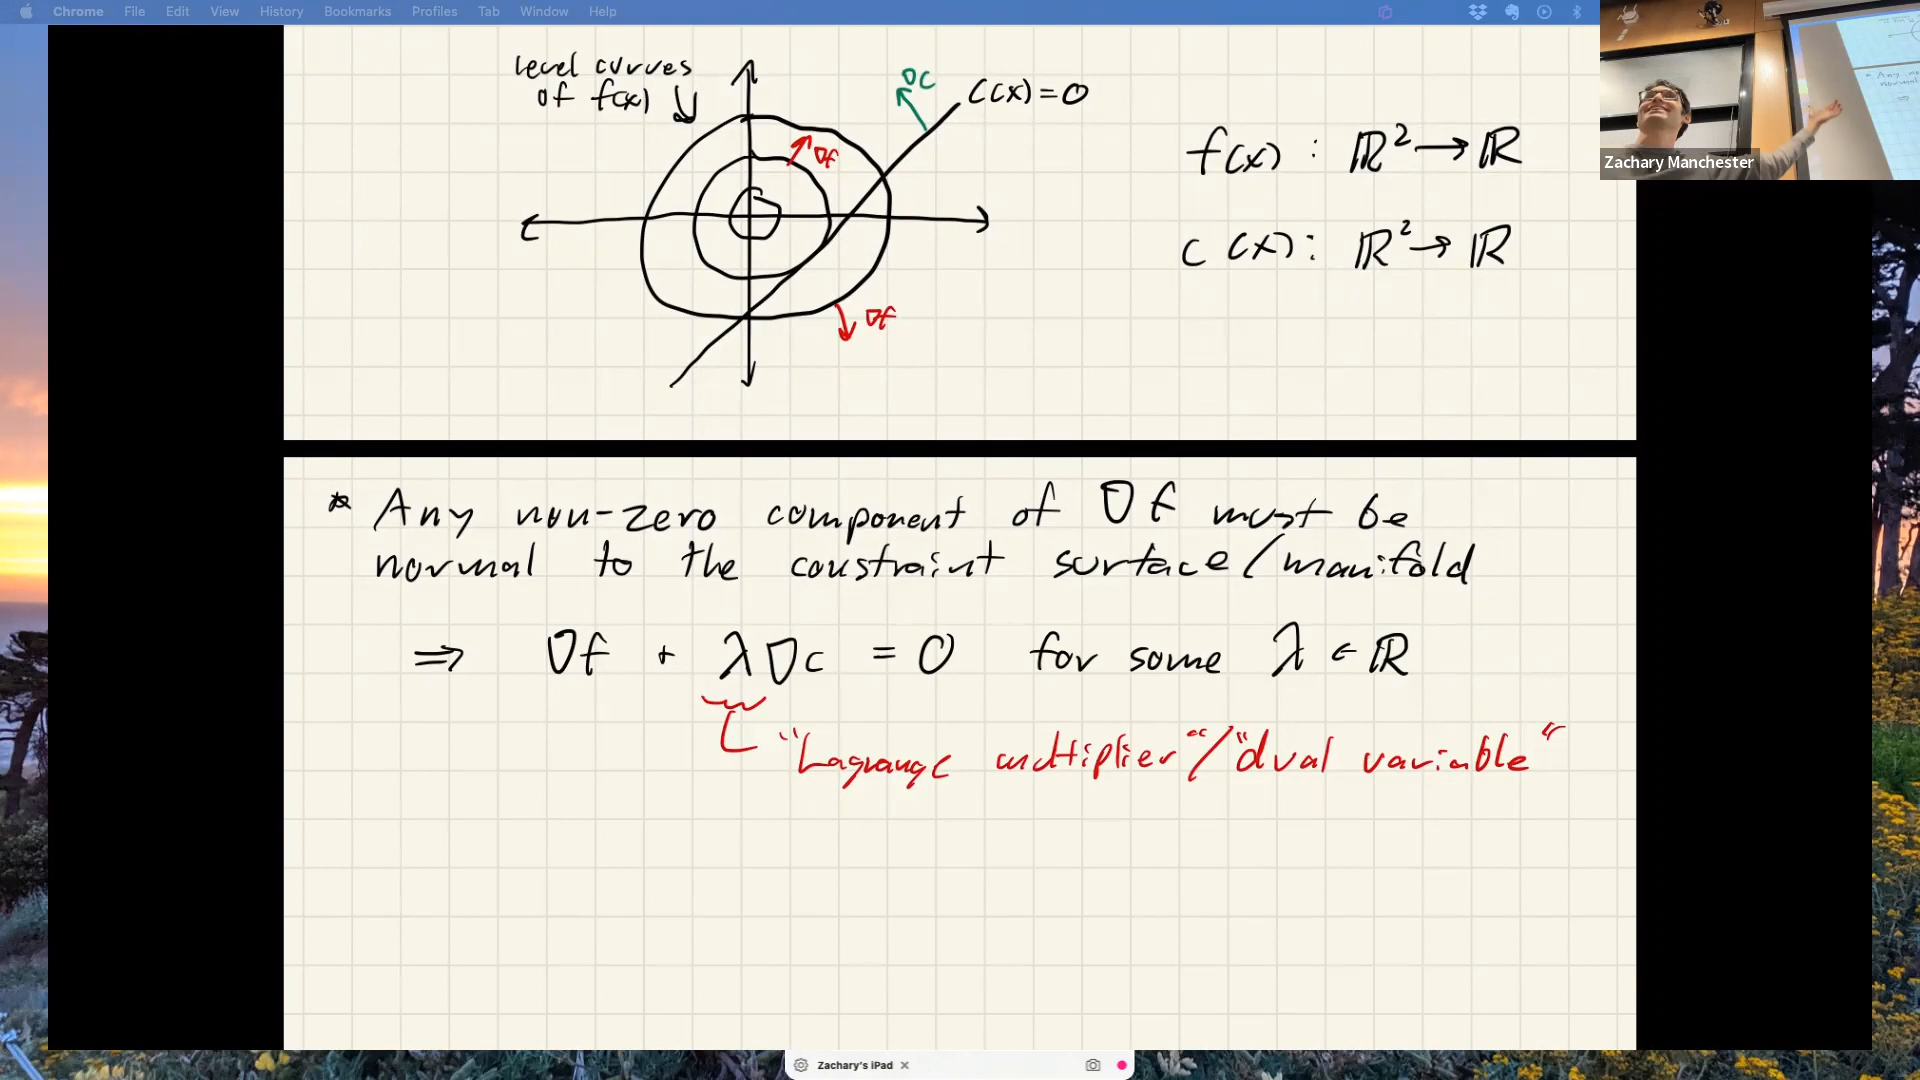 Chrome File Edit View History Bookmarks Profiles Tab Window Help
level curves
of f(x)
∇c
C(x) = 0
∇f
∇f
f(x) : ℝ² → ℝ
C(x) : ℝ² → ℝ
Zachary Manchester
* Any non-zero component of ∇f must be
normal to the constraint surface/manifold
⇒ ∇f + λ∇c = 0 for some λ ∈ ℝ
"Lagrange multiplier"/"dual variable"
Zachary's iPad